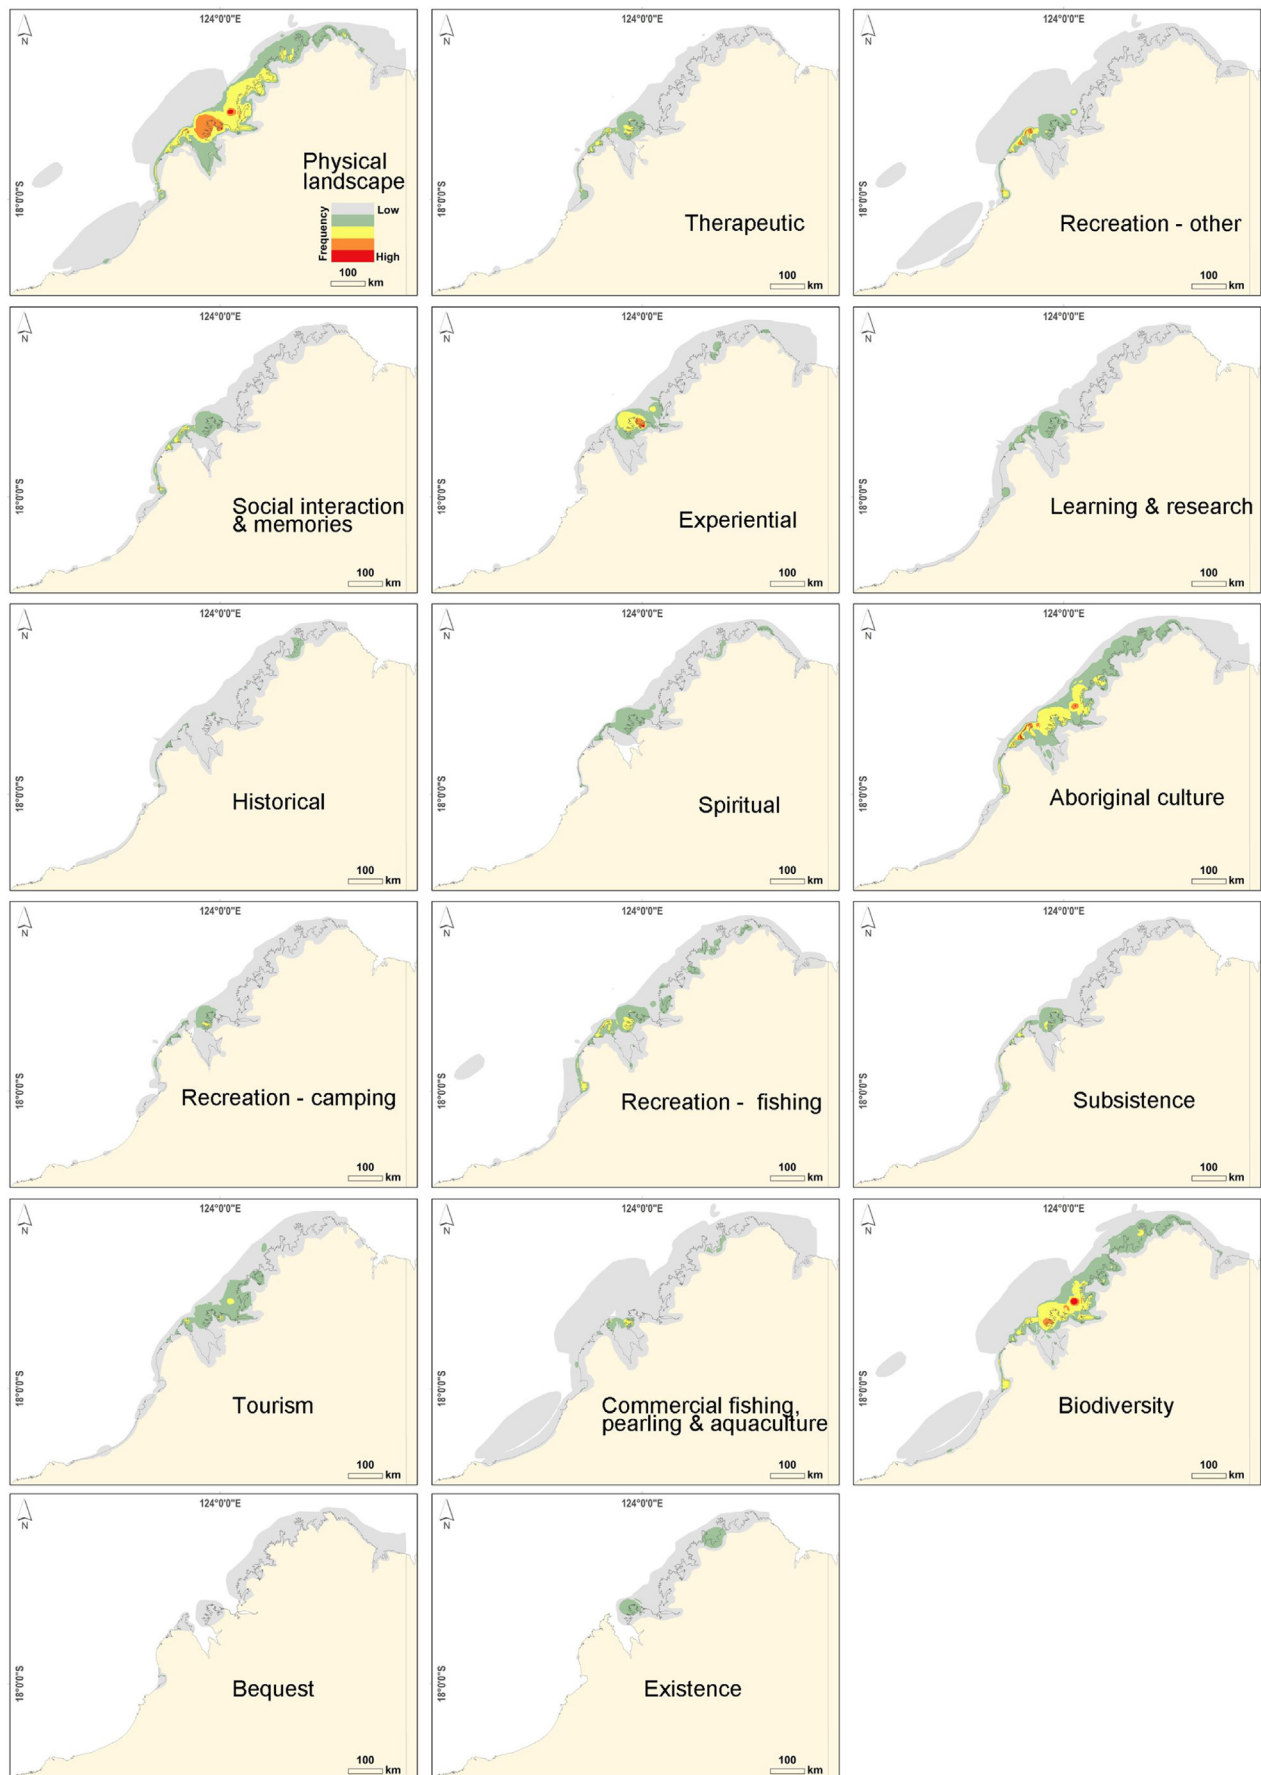 124°0'0"E
N
18°0'0"S
Physical
landscape
Frequency
Low
High
100
km
124°0'0"E
N
18°0'0"S
Therapeutic
100
km
124°0'0"E
N
18°0'0"S
Recreation - other
100
km
124°0'0"E
N
18°0'0"S
Social interaction
& memories
100
km
124°0'0"E
N
18°0'0"S
Experiential
100
km
124°0'0"E
N
18°0'0"S
Learning & research
100
km
124°0'0"E
N
18°0'0"S
Historical
100
km
124°0'0"E
N
18°0'0"S
Spiritual
100
km
124°0'0"E
N
18°0'0"S
Aboriginal culture
100
km
124°0'0"E
N
18°0'0"S
Recreation - camping
100
km
124°0'0"E
N
18°0'0"S
Recreation - fishing
100
km
124°0'0"E
N
18°0'0"S
Subsistence
100
km
124°0'0"E
N
18°0'0"S
Tourism
100
km
124°0'0"E
N
18°0'0"S
Commercial fishing,
pearling & aquaculture
100
km
124°0'0"E
N
18°0'0"S
Biodiversity
100
km
124°0'0"E
N
18°0'0"S
Bequest
100
km
124°0'0"E
N
18°0'0"S
Existence
100
km